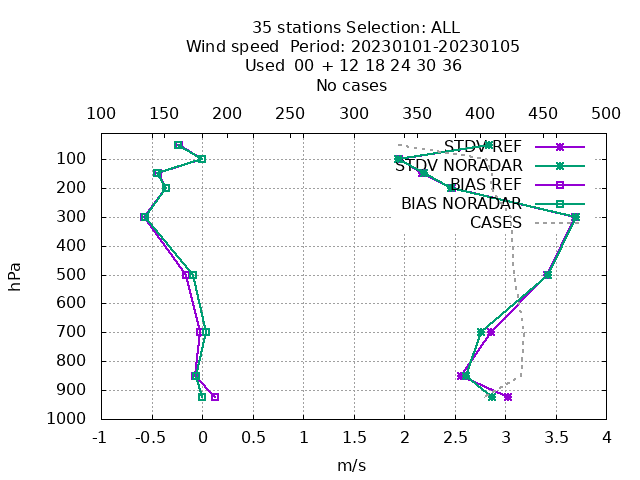 35 stations Selection: ALL
Wind speed  Period: 20230101-20230105
Used  00 + 12 18 24 30 36
No cases
100 150 200 250 300 350 400 450 500
STDV REF
STDV NORADAR
BIAS REF
BIAS NORADAR
CASES
hPa
100
200
300
400
500
600
700
800
900
1000
-1 -0.5 0 0.5 1 1.5 2 2.5 3 3.5 4
m/s